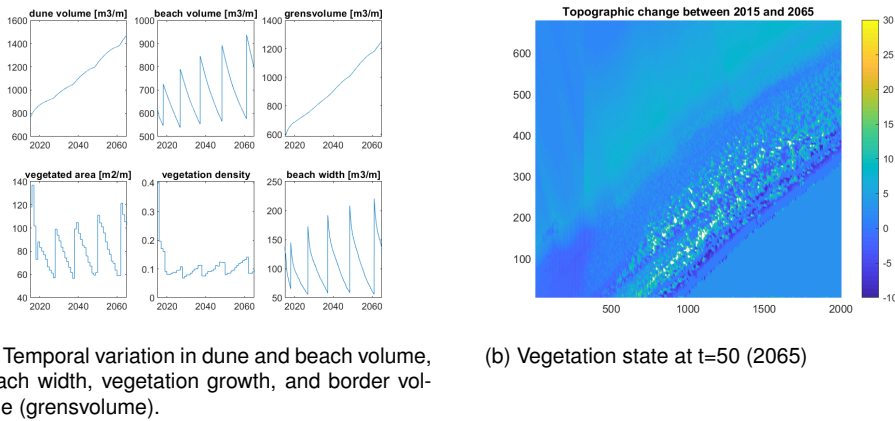 dune volume [m3/m]
beach volume [m3/m]
grensvolume [m3/m]
1600
1400
1200
1000
800
600
2020 2040 2060
1000
900
800
700
600
500
2020 2040 2060
1600
1400
1200
1000
800
600
2020 2040 2060
vegetated area [m2/m]
vegetation density
beach width [m3/m]
140
120
100
80
60
40
2020 2040 2060
0.4
0.3
0.2
0.1
0
2020 2040 2060
250
200
150
100
50
2020 2040 2060
Temporal variation in dune and beach volume,
ach width, vegetation growth, and border vol-
e (grensvolume).
Topographic change between 2015 and 2065
600
500
400
300
200
100
500 1000 1500 2000
30
25
20
15
10
5
0
-5
-10
(b) Vegetation state at t=50 (2065)